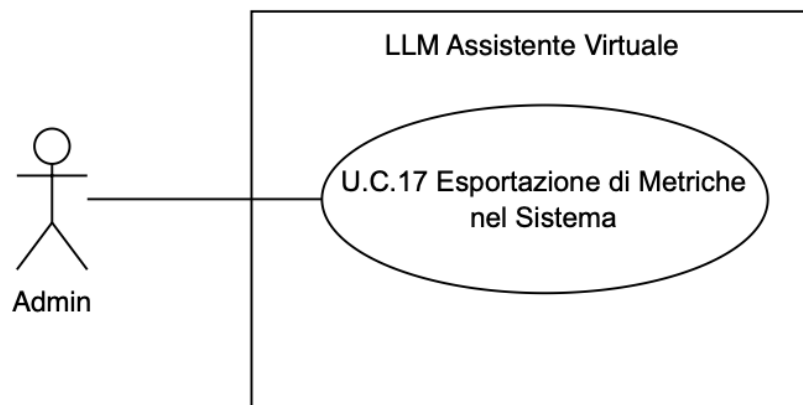 LLM Assistente Virtuale
U.C.17 Esportazione di Metriche
nel Sistema
Admin